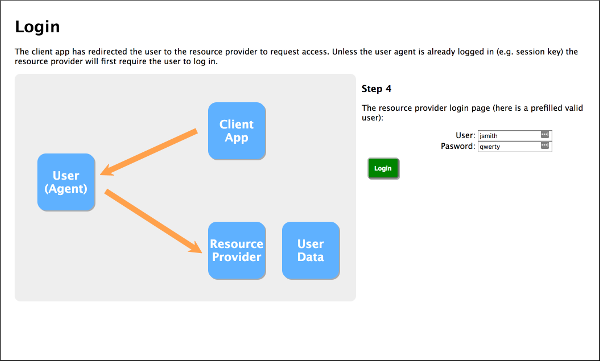 Login
The client app has redirected the user to the resource provider to request access. Unless the user agent is already logged in (e.g. session key) the
resource provider will first require the user to log in.
Client
App
User
(Agent)
Resource
Provider
User
Data
Step 4
The resource provider login page (here is a prefilled valid
user):
User: jsmith
Pasword: qwerty
Login